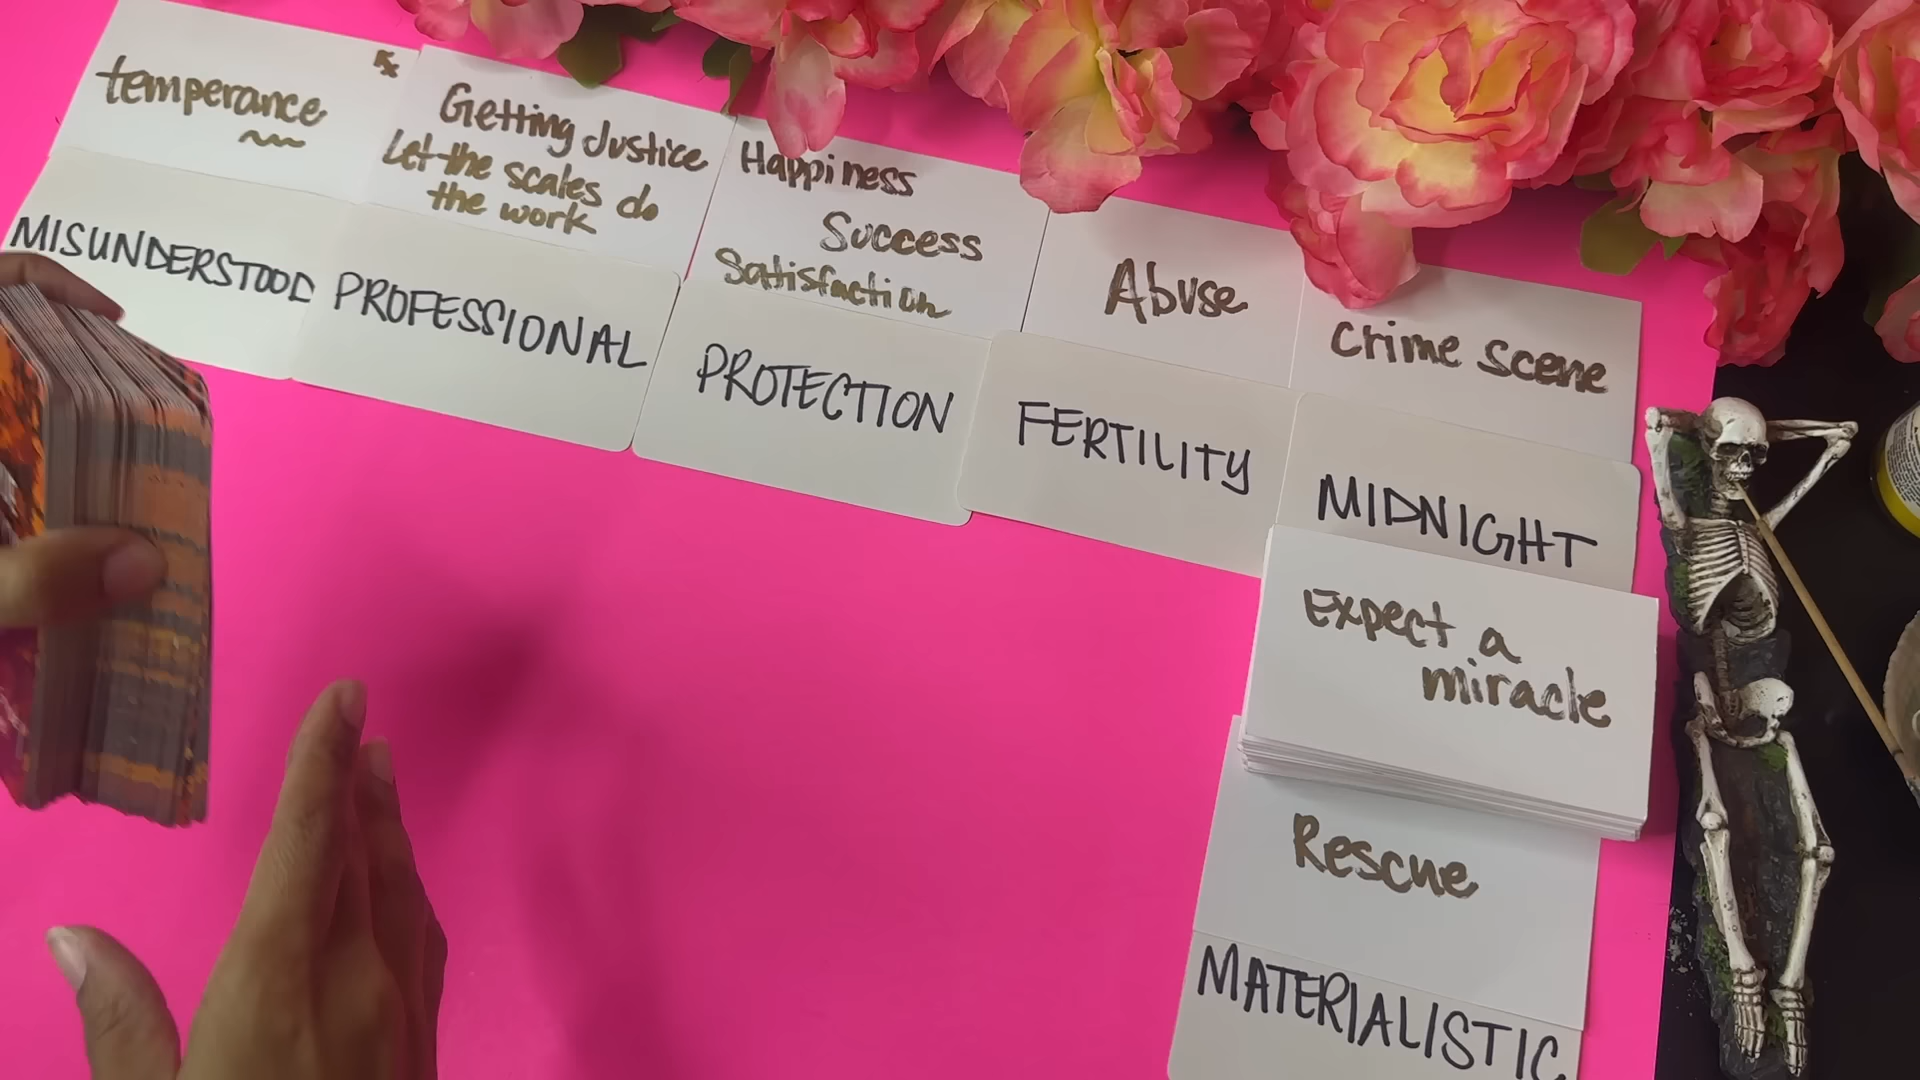 temperance
Rx
Getting Justice
Let the scales do
the work
Happiness
Success
Satisfaction
Abuse
Crime Scene
MISUNDERSTOOD
PROFESSIONAL
PROTECTION
FERTILITY
MIDNIGHT
Expect a
miracle
Rescue
MATERIALISTIC